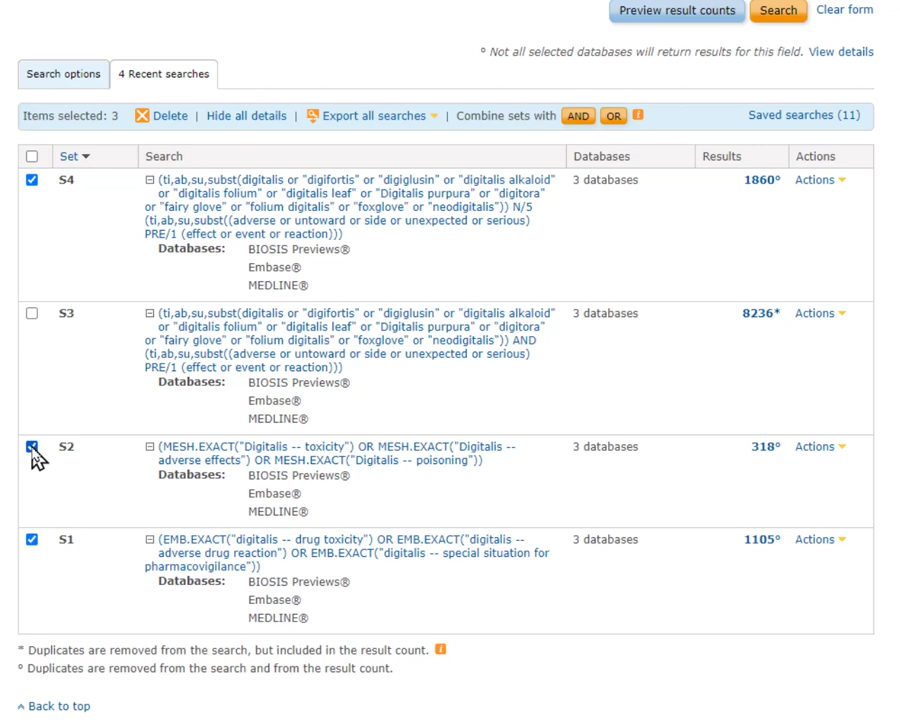 Preview result counts Search Clear form
° Not all selected databases will return results for this field. View details
Search options 4 Recent searches
Items selected: 3 Delete | Hide all details | Export all searches | Combine sets with AND OR i Saved searches (11)
Set Search Databases Results Actions
S4 (ti,ab,su,subst(digitalis or "digifortis" or "digiglusin" or "digitalis alkaloid" 3 databases 1860° Actions
or "digitalis folium" or "digitalis leaf" or "Digitalis purpura" or "digitora"
or "fairy glove" or "folium digitalis" or "foxglove" or "neodigitalis")) N/5
(ti,ab,su,subst((adverse or untoward or side or unexpected or serious)
PRE/1 (effect or event or reaction)))
Databases: BIOSIS Previews®
Embase®
MEDLINE®
S3 (ti,ab,su,subst(digitalis or "digifortis" or "digiglusin" or "digitalis alkaloid" 3 databases 8236* Actions
or "digitalis folium" or "digitalis leaf" or "Digitalis purpura" or "digitora"
or "fairy glove" or "folium digitalis" or "foxglove" or "neodigitalis")) AND
(ti,ab,su,subst((adverse or untoward or side or unexpected or serious)
PRE/1 (effect or event or reaction)))
Databases: BIOSIS Previews®
Embase®
MEDLINE®
S2 (MESH.EXACT("Digitalis -- toxicity") OR MESH.EXACT("Digitalis -- 3 databases 318° Actions
adverse effects") OR MESH.EXACT("Digitalis -- poisoning"))
Databases: BIOSIS Previews®
Embase®
MEDLINE®
S1 (EMB.EXACT("digitalis -- drug toxicity") OR EMB.EXACT("digitalis -- 3 databases 1105° Actions
adverse drug reaction") OR EMB.EXACT("digitalis -- special situation for
pharmacovigilance"))
Databases: BIOSIS Previews®
Embase®
MEDLINE®
* Duplicates are removed from the search, but included in the result count. i
° Duplicates are removed from the search and from the result count.
Back to top